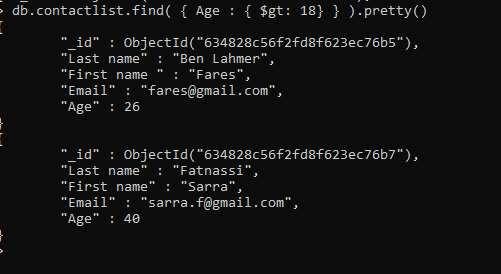 > db.contactlist.find( { Age : { $gt: 18} } ).pretty()
{
"_id" : ObjectId("634828c56f2fd8f623ec76b5"),
"Last name" : "Ben Lahmer",
"First name " : "Fares",
"Email" : "fares@gmail.com",
"Age" : 26
}
{
"_id" : ObjectId("634828c56f2fd8f623ec76b7"),
"Last name" : "Fatnassi",
"First name" : "Sarra",
"Email" : "sarra.f@gmail.com",
"Age" : 40
}
>